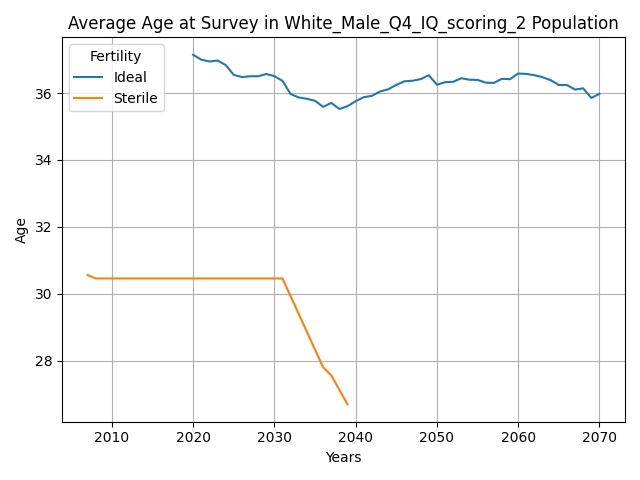 Average Age at Survey in White_Male_Q4_IQ_scoring_2 Population
Fertility
Ideal
Sterile
Age
36
34
32
30
28
2010 2020 2030 2040 2050 2060 2070
Years